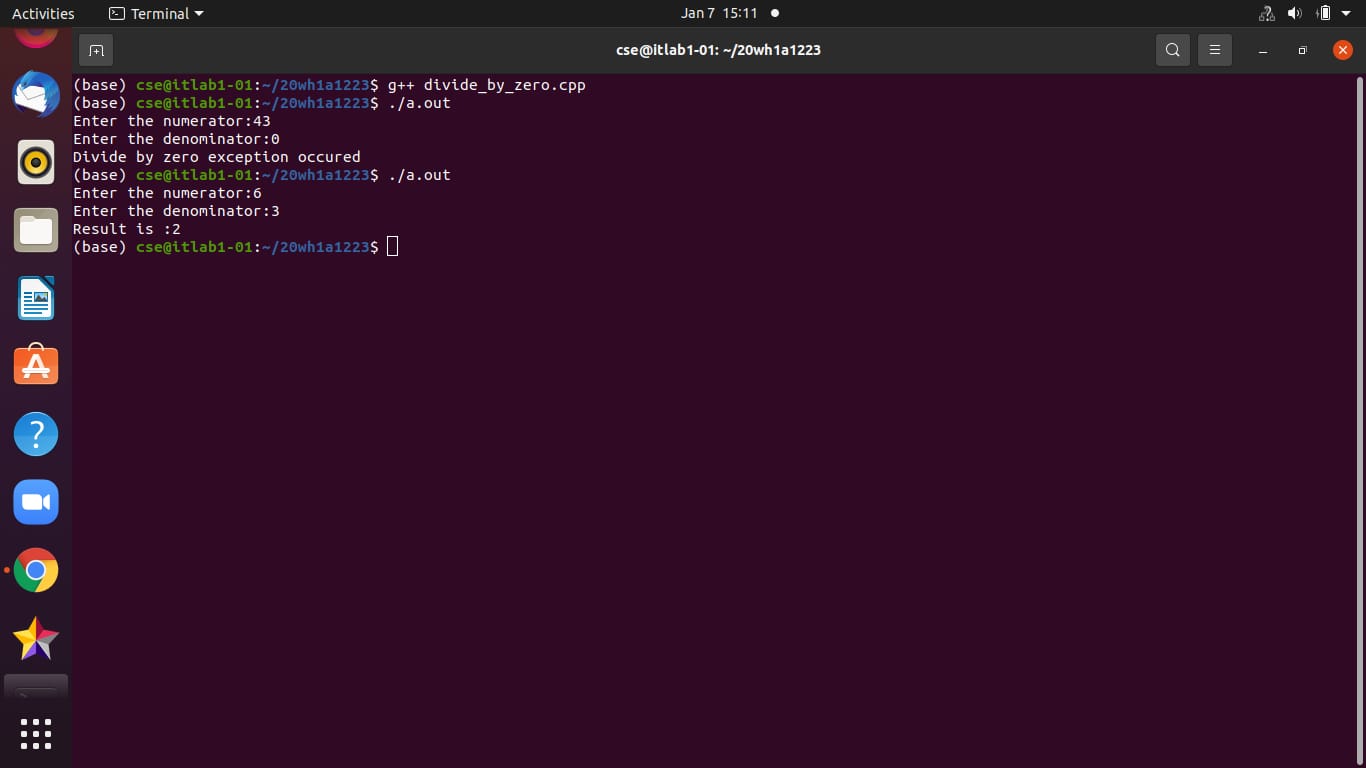 Activities Terminal Jan 7 15:11
cse@itlab1-01: ~/20wh1a1223
(base) cse@itlab1-01:~/20wh1a1223$ g++ divide_by_zero.cpp
(base) cse@itlab1-01:~/20wh1a1223$ ./a.out
Enter the numerator:43
Enter the denominator:0
Divide by zero exception occured
(base) cse@itlab1-01:~/20wh1a1223$ ./a.out
Enter the numerator:6
Enter the denominator:3
Result is :2
(base) cse@itlab1-01:~/20wh1a1223$